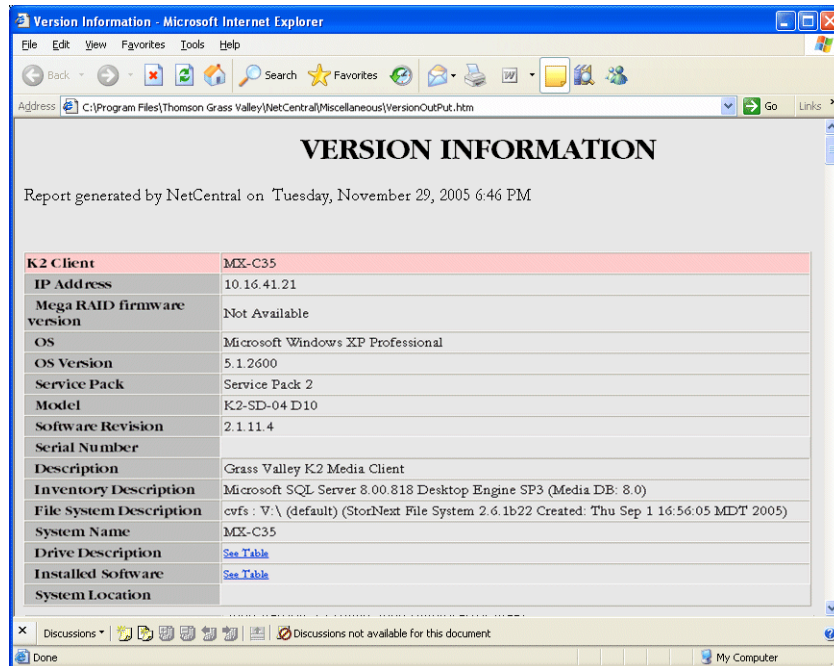 Version Information - Microsoft Internet Explorer
File Edit View Favorites Tools Help
Back Search Favorites
Address C:\Program Files\Thomson Grass Valley\NetCentral\Miscellaneous\VersionOutPut.htm Go Links
VERSION INFORMATION
Report generated by NetCentral on Tuesday, November 29, 2005 6:46 PM
K2 Client MX-C35
IP Address 10.16.41.21
Mega RAID firmware version Not Available
OS Microsoft Windows XP Professional
OS Version 5.1.2600
Service Pack Service Pack 2
Model K2-SD-04 D10
Software Revision 2.1.11.4
Serial Number
Description Grass Valley K2 Media Client
Inventory Description Microsoft SQL Server 8.00.818 Desktop Engine SP3 (Media DB: 8.0)
File System Description cvfs : V:\ (default) (StorNext File System 2.6.1b22 Created: Thu Sep 1 16:56:05 MDT 2005)
System Name MX-C35
Drive Description See Table
Installed Software See Table
System Location
Discussions Discussions not available for this document
Done My Computer